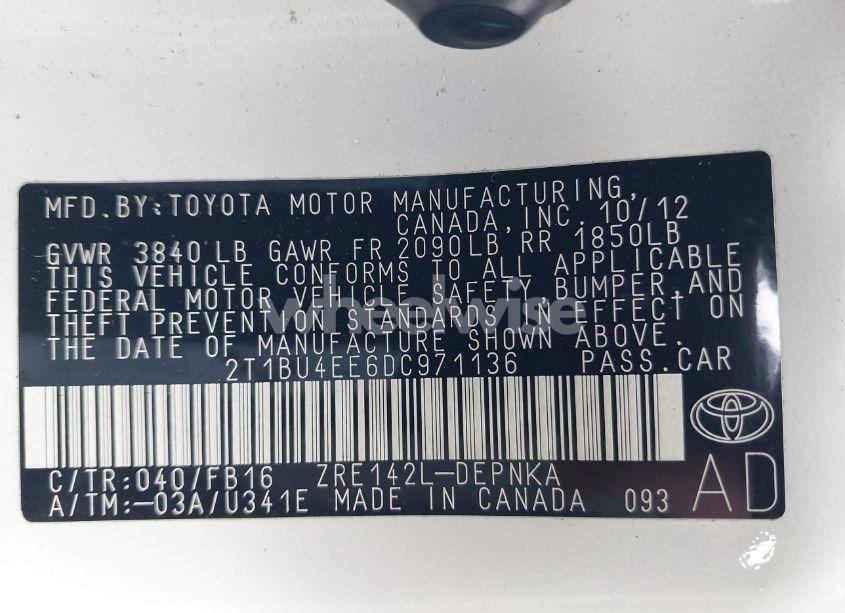 MFD.BY:TOYOTA MOTOR MANUFACTURING,
CANADA,INC. 10/12
GVWR 3840 LB GAWR FR 2090LB RR 1850LB
THIS VEHICLE CONFORMS TO ALL APPLICABLE
FEDERAL MOTOR VEHICLE SAFETY,BUMPER,AND
THEFT PREVENTION STANDARDS IN EFFECT ON
THE DATE OF MANUFACTURE SHOWN ABOVE.
2T1BU4EE6DC971136 PASS.CAR
C/TR:040/FB16 ZRE142L-DEPNKA
A/TM:-03A/U341E MADE IN CANADA 093
AD
wheelwise